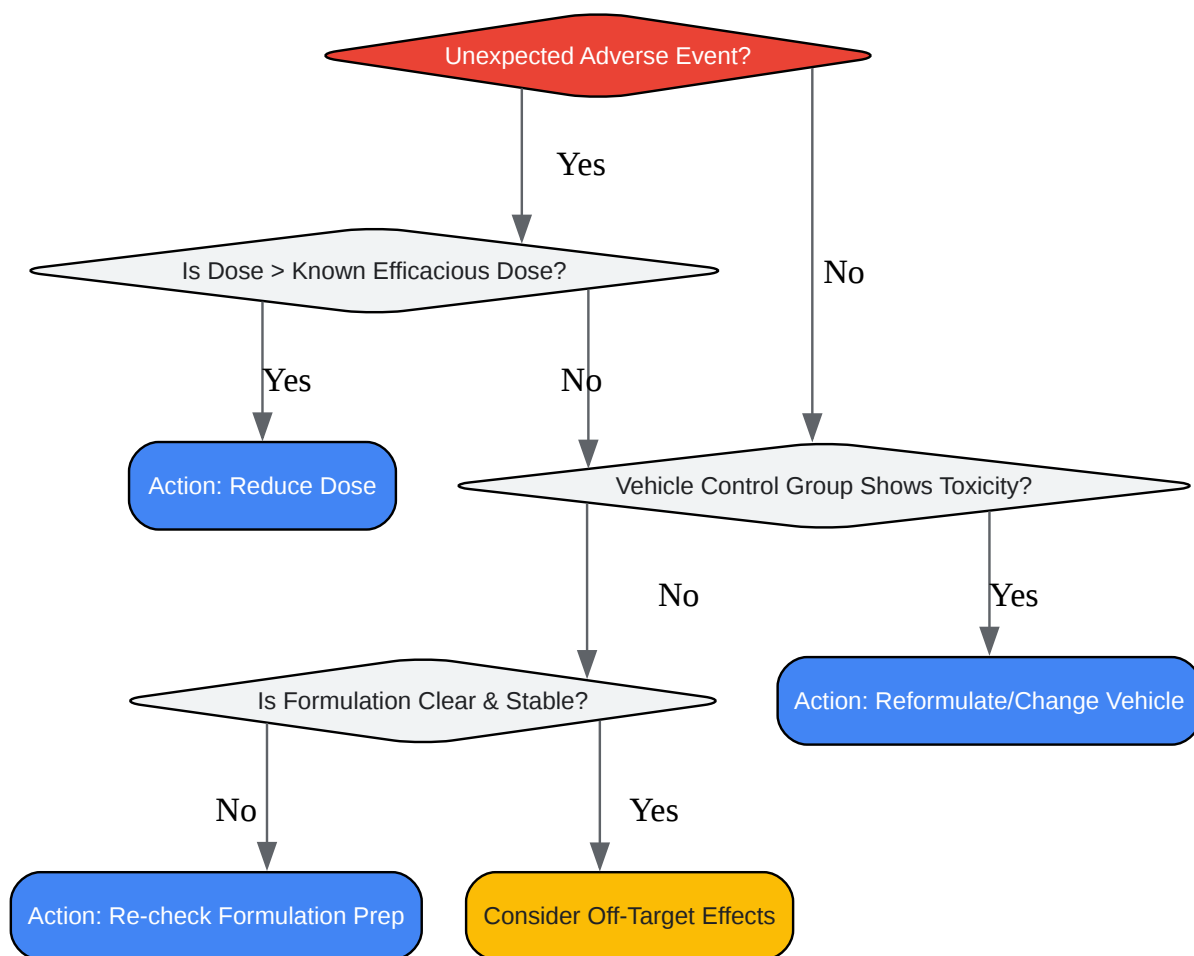 Unexpected Adverse Event?
Yes
Is Dose > Known Efficacious Dose?
No
Yes
No
Action: Reduce Dose
Vehicle Control Group Shows Toxicity?
No
Yes
Is Formulation Clear & Stable?
Action: Reformulate/Change Vehicle
No
Yes
Action: Re-check Formulation Prep
Consider Off-Target Effects